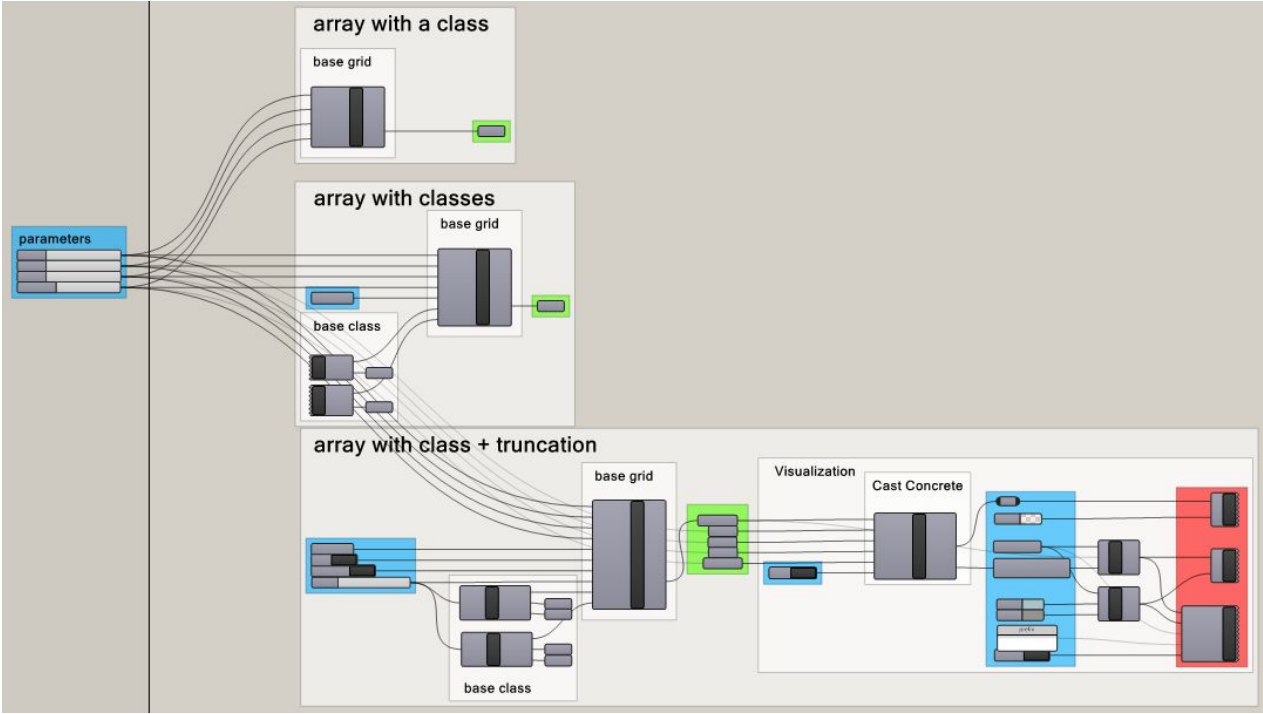 array with a class
base grid
array with classes
base grid
parameters
base class
array with class + truncation
base grid
Visualization
Cast Concrete
base class